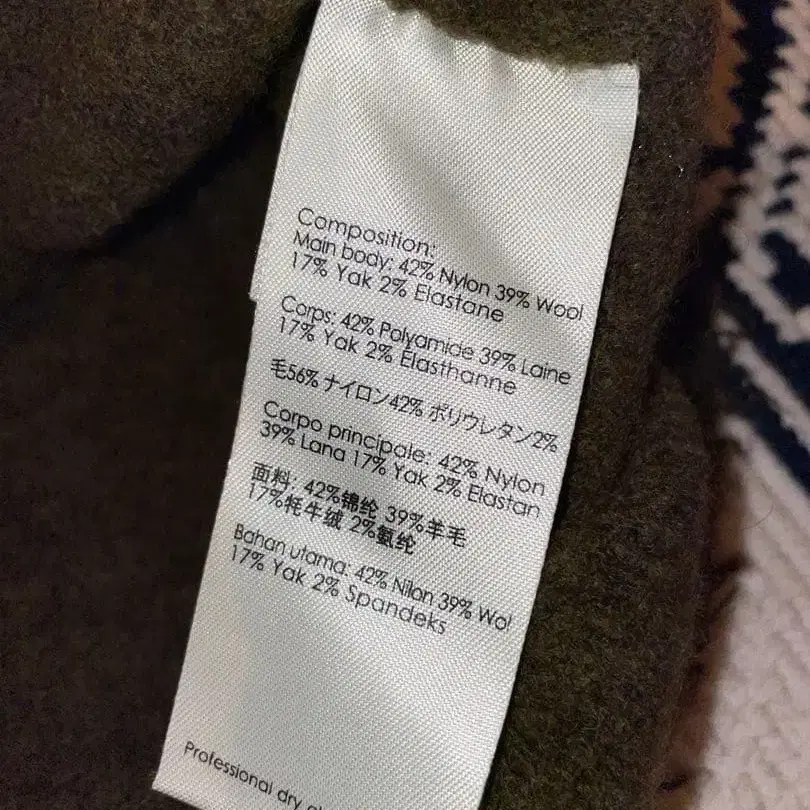 Composition:
Main body: 42% Nylon 39% Wool
17% Yak 2% Elastane
Corps: 42% Polyamide 39% Laine
17% Yak 2% Elasthanne
毛56% ナイロン42% ポリウレタン2%
Corpo principale: 42% Nylon
39% Lana 17% Yak 2% Elastan
面料: 42%锦纶 39%羊毛
17%牦牛绒 2%氨纶
Bahan utama: 42% Nilon 39% Wol
17% Yak 2% Spandeks
Professional dry